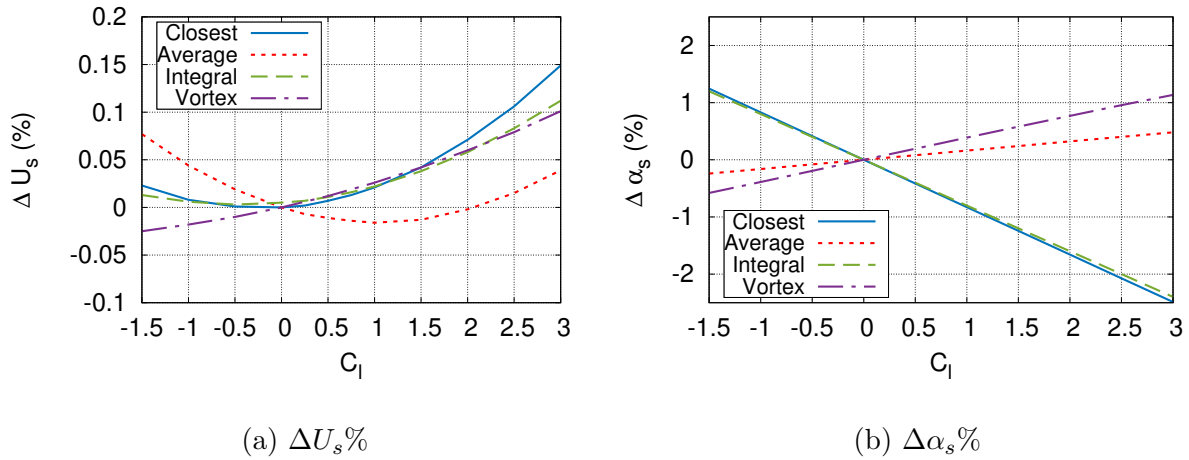 Δ U_s (%)
0.2
0.15
0.1
0.05
0
-0.05
-0.1
Closest
Average
Integral
Vortex
-1.5 -1 -0.5 0 0.5 1 1.5 2 2.5 3
C_l
(a) ΔU_s%
Δ α_s (%)
2
1
0
-1
-2
Closest
Average
Integral
Vortex
-1.5 -1 -0.5 0 0.5 1 1.5 2 2.5 3
C_l
(b) Δα_s%